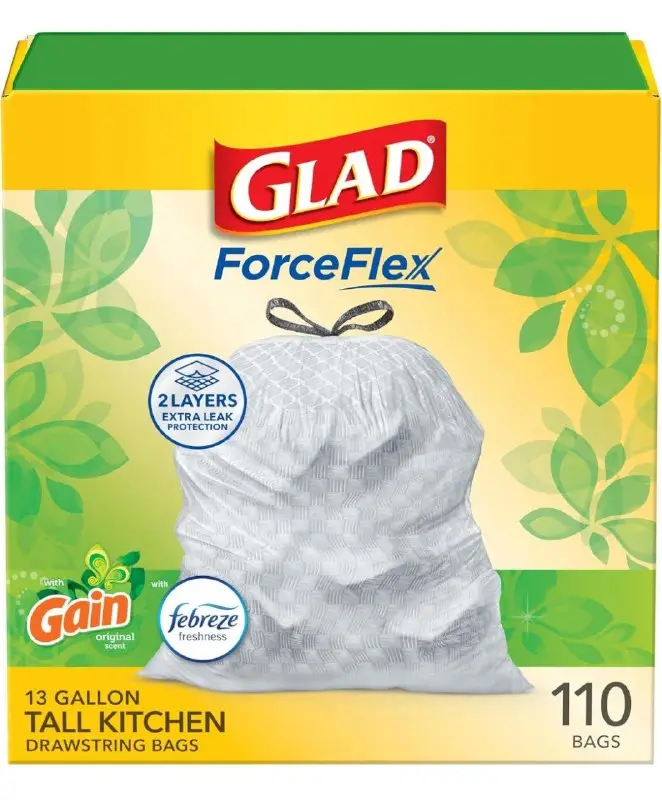 GLAD®
ForceFlex
2 LAYERS
EXTRA LEAK
PROTECTION
with
Gain
original
scent
with
febreze
freshness
13 GALLON
TALL KITCHEN
DRAWSTRING BAGS
110
BAGS